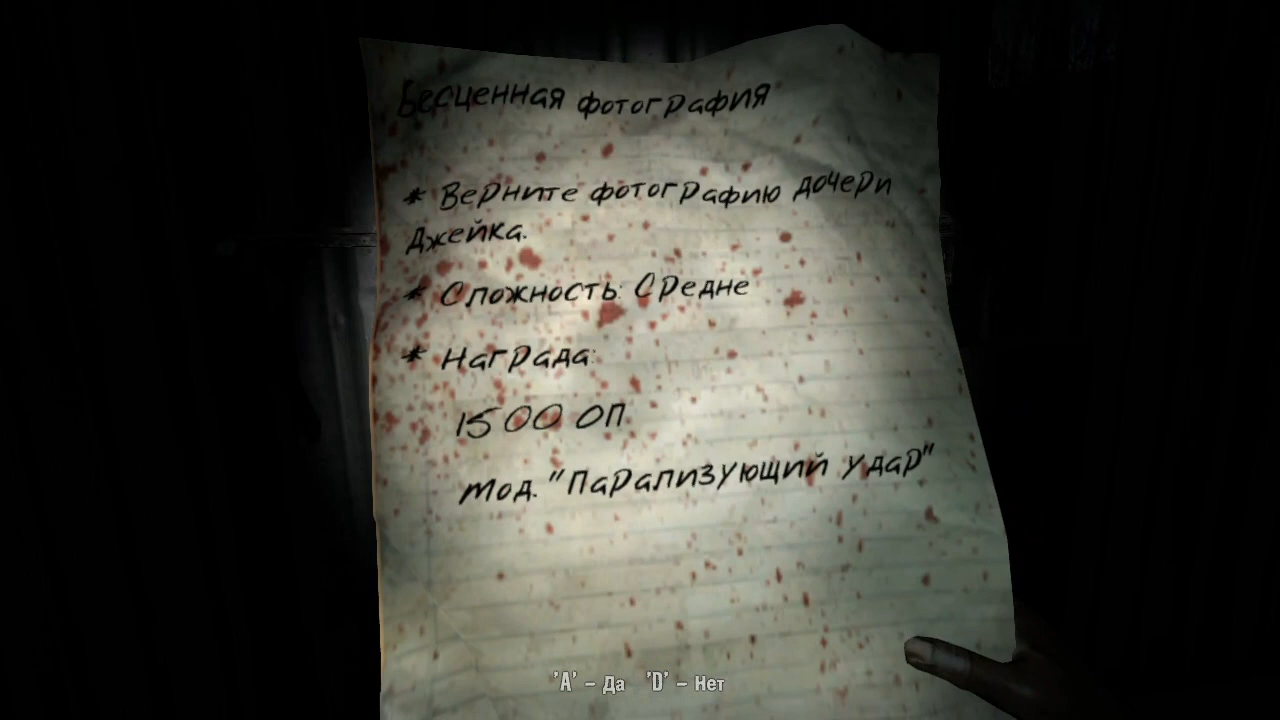 Бесценная фотография
* Верните фотографию дочери
Джейка.
* Сложность: Средне
* Награда:
1500 ОП
мод. "Парализующий удар"
'A' – Да 'D' – Нет